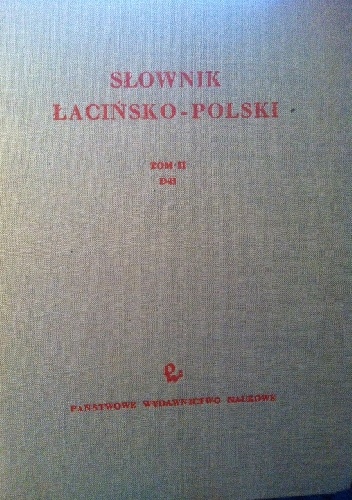 SŁOWNIK
ŁACIŃSKO-POLSKI
TOM II
D-H
PAŃSTWOWE WYDAWNICTWO NAUKOWE